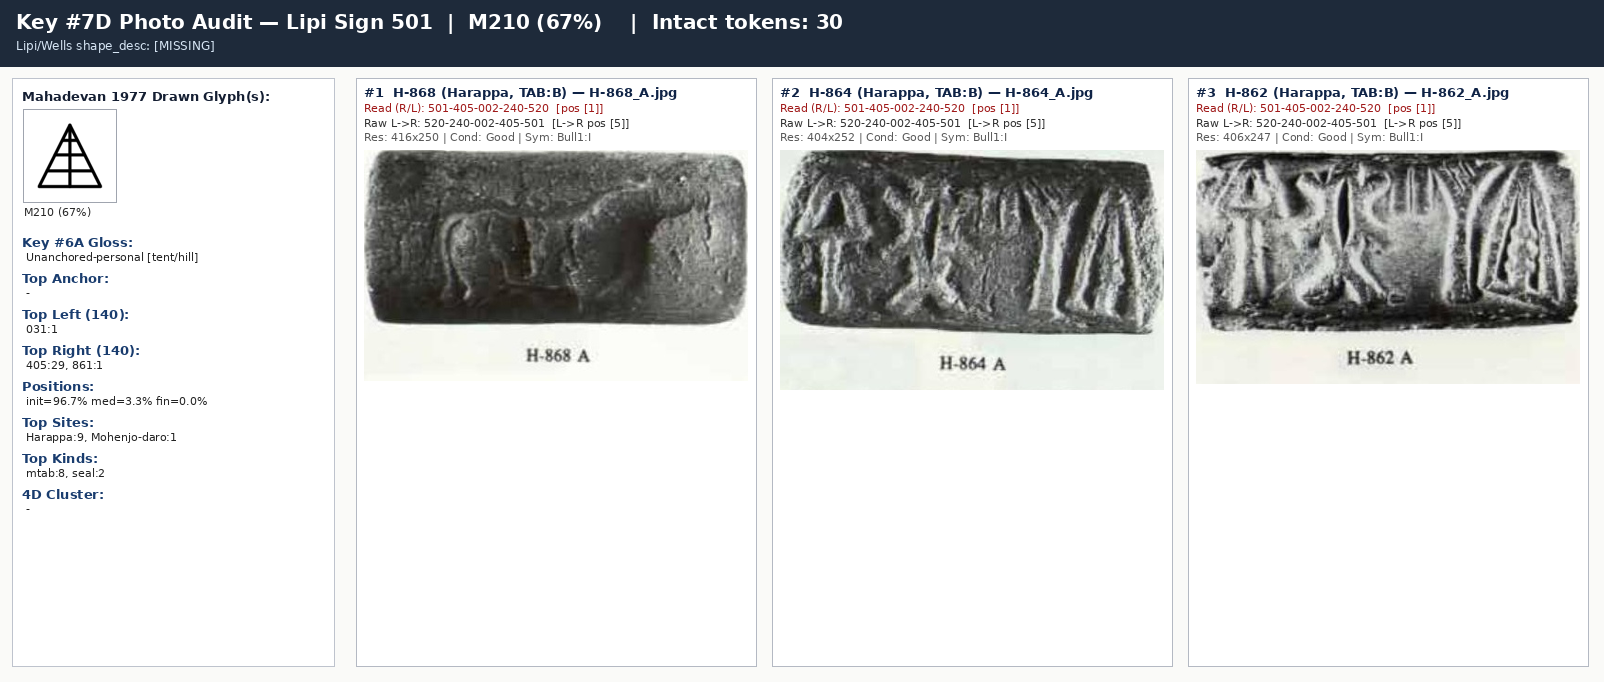 Key #7D Photo Audit — Lipi Sign 501 | M210 (67%) | Intact tokens: 30
Lipi/Wells shape_desc: [MISSING]
Mahadevan 1977 Drawn Glyph(s):
M210 (67%)
Key #6A Gloss:
Unanchored-personal [tent/hill]
Top Anchor:
-
Top Left (140):
031:1
Top Right (140):
405:29, 861:1
Positions:
init=96.7% med=3.3% fin=0.0%
Top Sites:
Harappa:9, Mohenjo-daro:1
Top Kinds:
mtab:8, seal:2
4D Cluster:
-
#1 H-868 (Harappa, TAB:B) — H-868_A.jpg
Read (R/L): 501-405-002-240-520 [pos [1]]
Raw L->R: 520-240-002-405-501 [L->R pos [5]]
Res: 416x250 | Cond: Good | Sym: Bull1:I
H-868 A
#2 H-864 (Harappa, TAB:B) — H-864_A.jpg
Read (R/L): 501-405-002-240-520 [pos [1]]
Raw L->R: 520-240-002-405-501 [L->R pos [5]]
Res: 404x252 | Cond: Good | Sym: Bull1:I
H-864 A
#3 H-862 (Harappa, TAB:B) — H-862_A.jpg
Read (R/L): 501-405-002-240-520 [pos [1]]
Raw L->R: 520-240-002-405-501 [L->R pos [5]]
Res: 406x247 | Cond: Good | Sym: Bull1:I
H-862 A